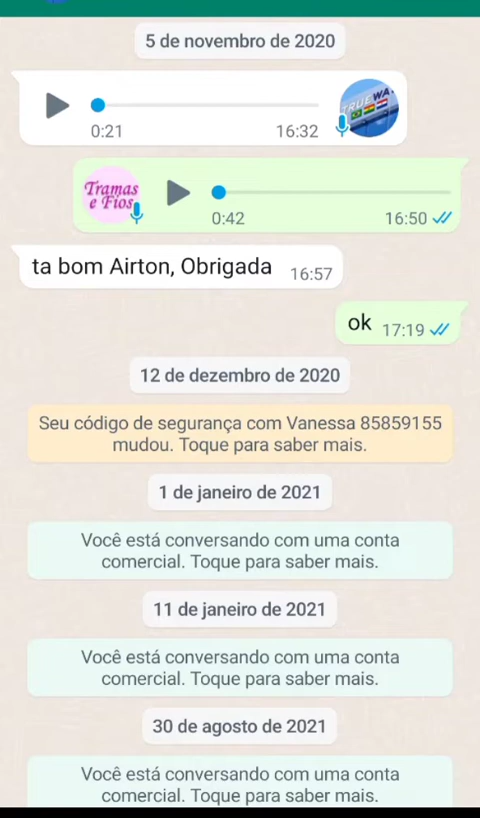 5 de novembro de 2020
TRUEWA
0:21 16:32
Tramas
e Fios
0:42 16:50
ta bom Airton, Obrigada 16:57
ok 17:19
12 de dezembro de 2020
Seu código de segurança com Vanessa 85859155
mudou. Toque para saber mais.
1 de janeiro de 2021
Você está conversando com uma conta
comercial. Toque para saber mais.
11 de janeiro de 2021
Você está conversando com uma conta
comercial. Toque para saber mais.
30 de agosto de 2021
Você está conversando com uma conta
comercial. Toque para saber mais.